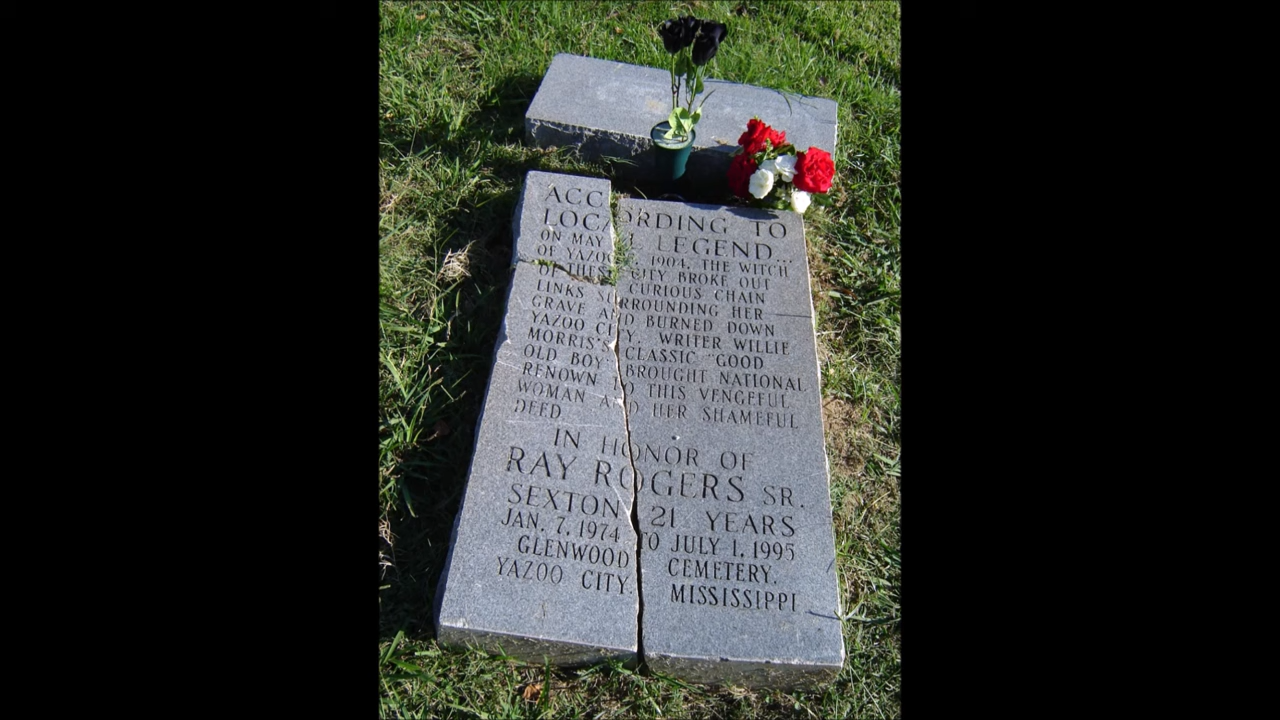 ACCORDING TO
LOCAL LEGEND...
ON MAY 1904, THE WITCH
OF YAZOO CITY BROKE OUT
OF THESE CURIOUS CHAIN
LINKS SURROUNDING HER
GRAVE AND BURNED DOWN
YAZOO CITY. WRITER WILLIE
MORRIS'S CLASSIC "GOOD
OLD BOY" BROUGHT NATIONAL
RENOWN TO THIS VENGEFUL
WOMAN AND HER SHAMEFUL
DEED.
IN HONOR OF
RAY ROGERS SR.
SEXTON 21 YEARS
JAN. 7, 1974 TO JULY 1, 1995
GLENWOOD CEMETERY,
YAZOO CITY, MISSISSIPPI